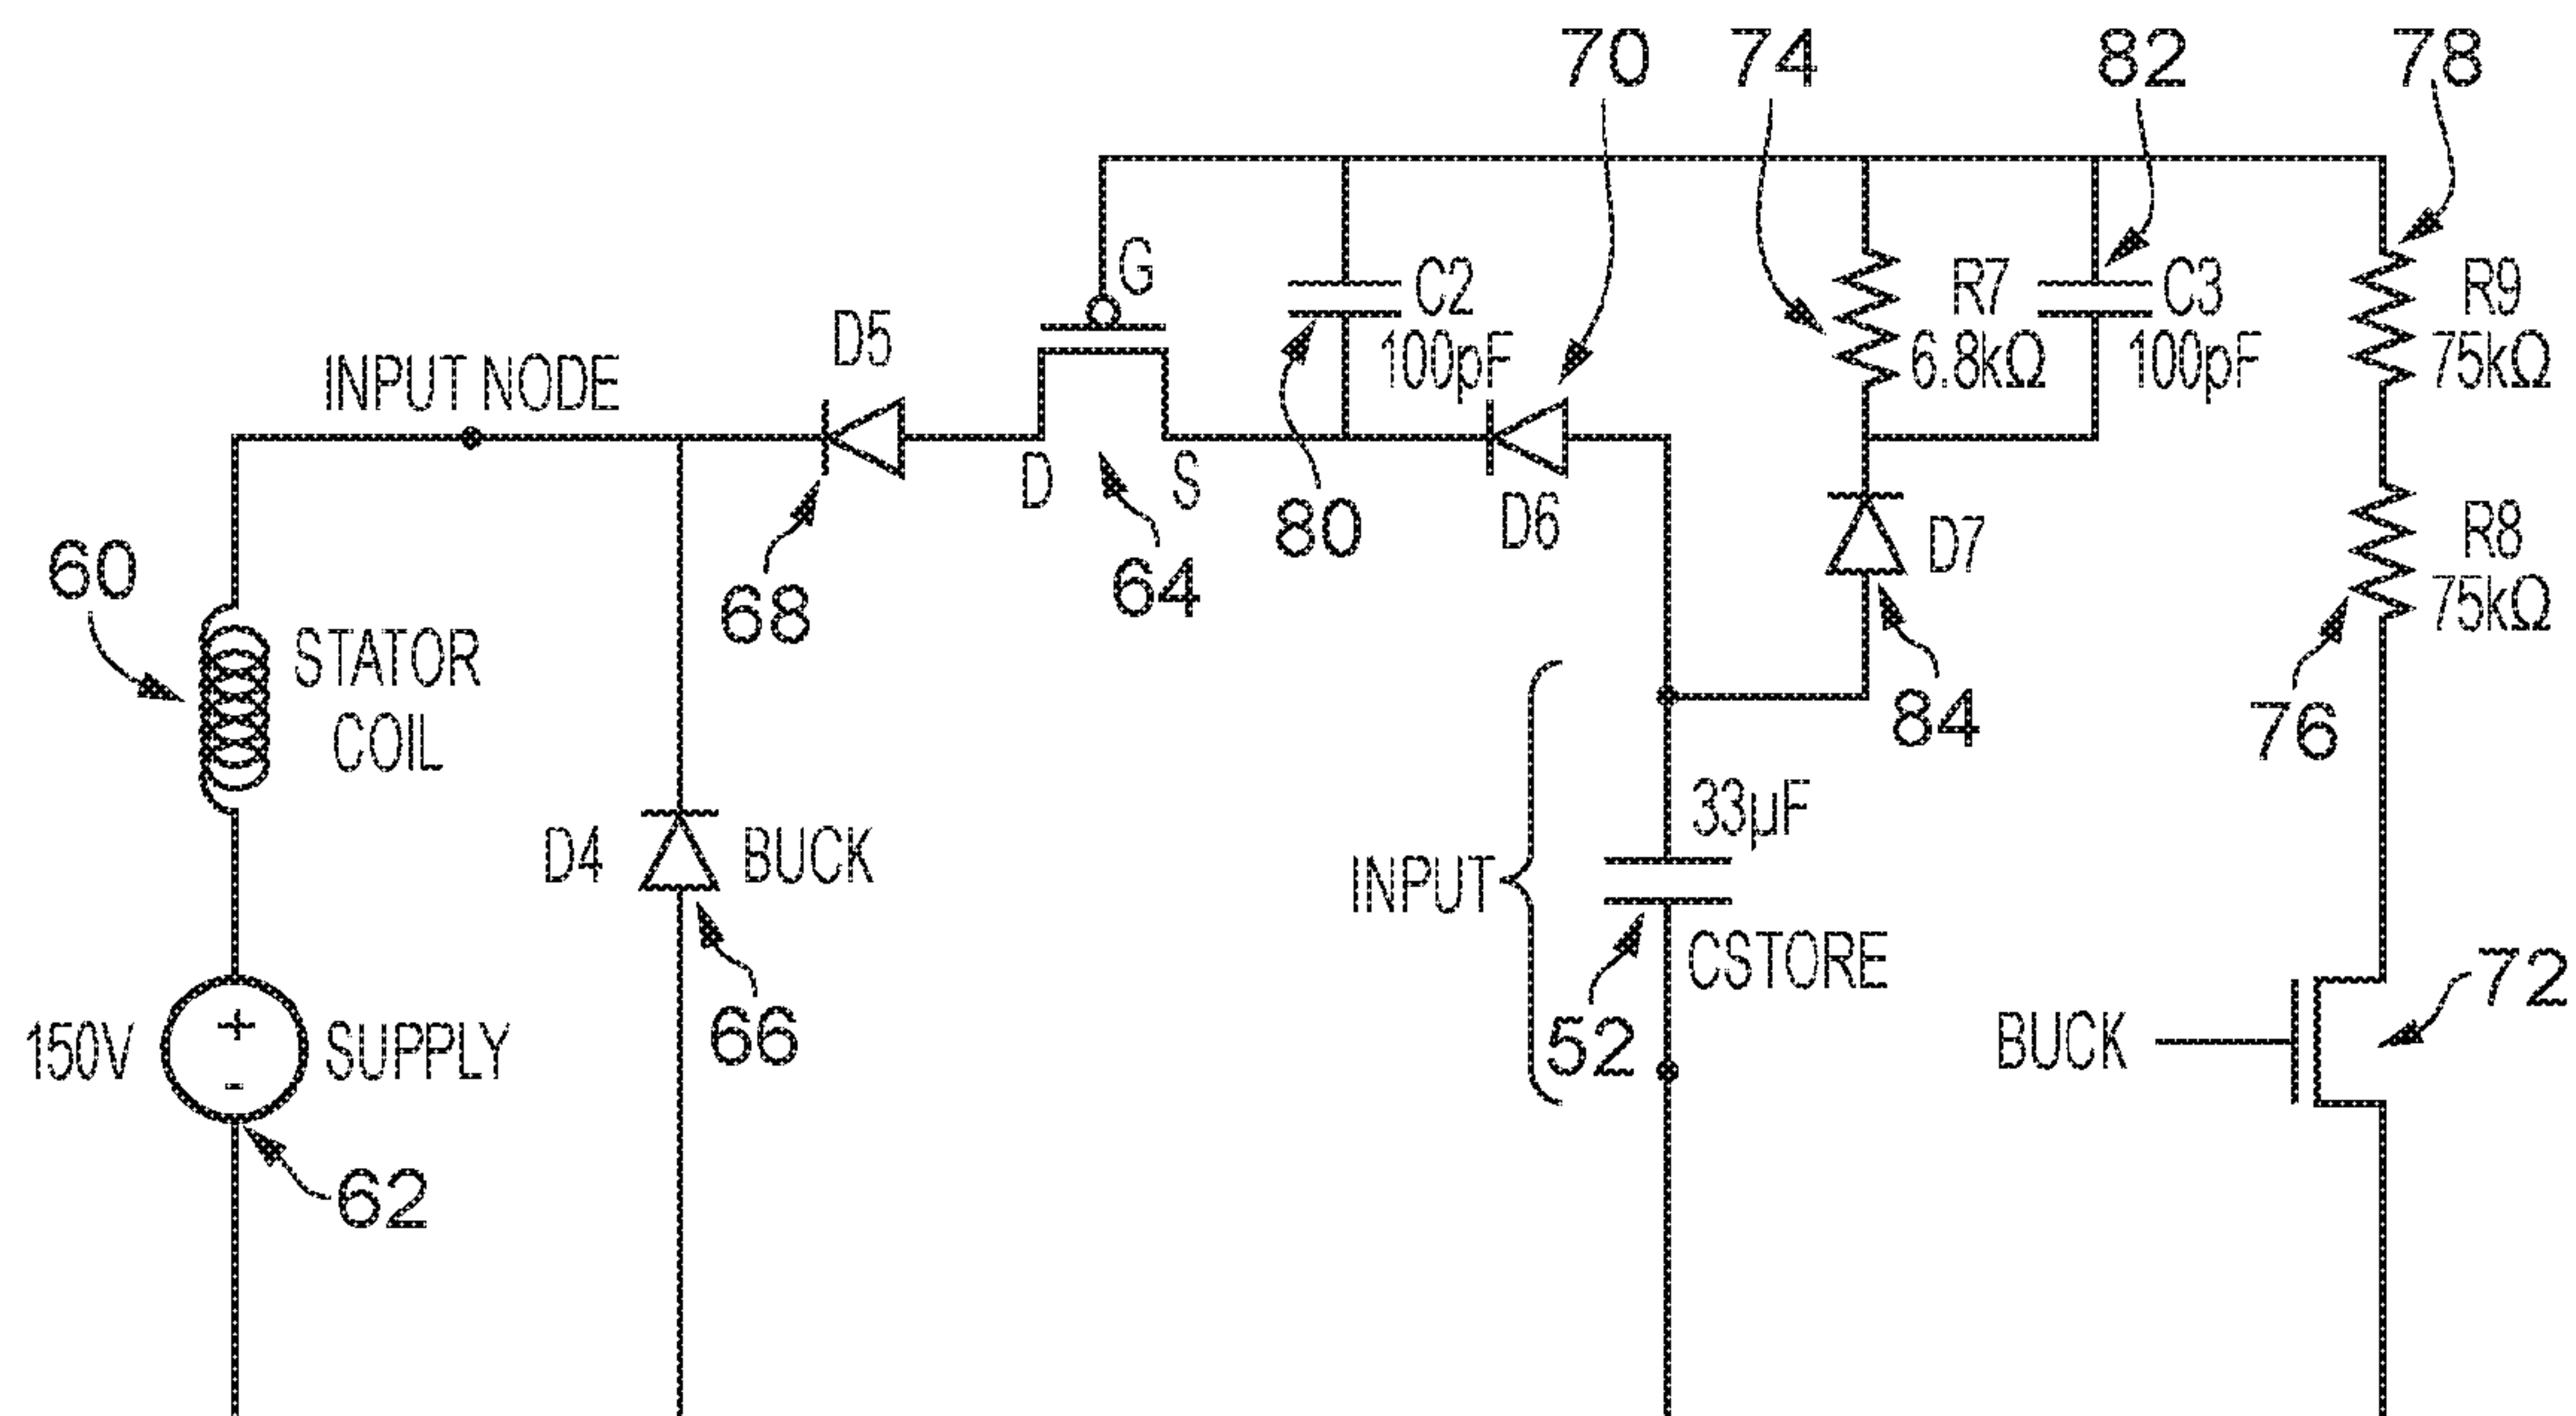 70
74
82
78
G
C2
100pF
R7
6.8kΩ
C3
100pF
R9
75kΩ
D5
INPUT NODE
D
S
80
D6
D7
R8
75kΩ
60
68
64
STATOR
COIL
84
76
33µF
D4
BUCK
INPUT
CSTORE
72
66
52
BUCK
150V
+
-
SUPPLY
62